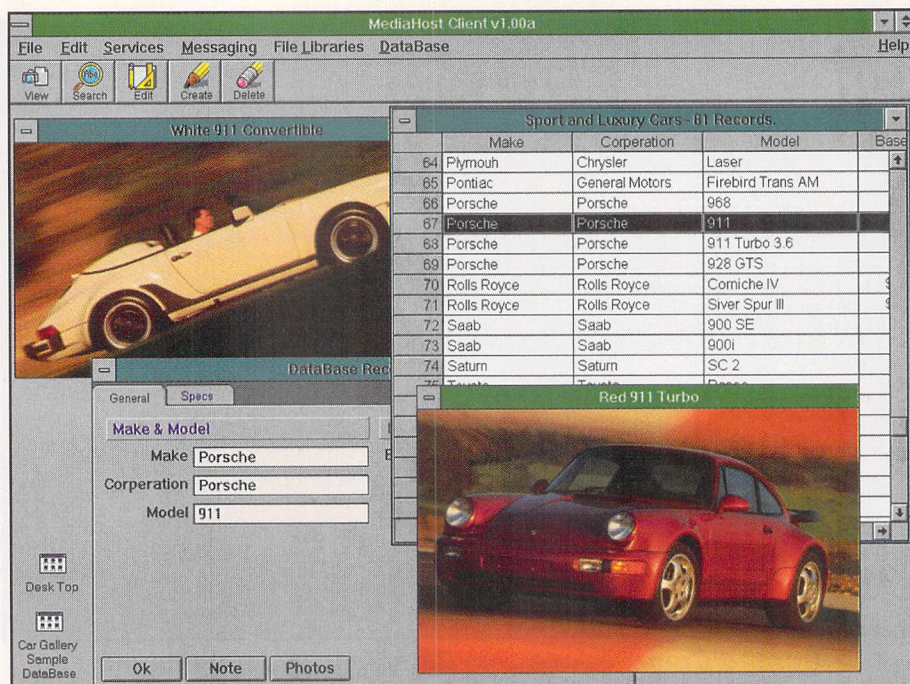 MediaHost Client v1.00a
File Edit Services Messaging File Libraries DataBase Help
View Search Edit Create Delete
White 911 Convertible
Sport and Luxury Cars - 81 Records.
Make Corperation Model Base
64 Plymouh Chrysler Laser
65 Pontiac General Motors Firebird Trans AM
66 Porsche Porsche 968
67 Porsche Porsche 911
68 Porsche Porsche 911 Turbo 3.6
69 Porsche Porsche 928 GTS
70 Rolls Royce Rolls Royce Corniche IV
71 Rolls Royce Rolls Royce Siver Spur III
72 Saab Saab 900 SE
73 Saab Saab 900i
74 Saturn Saturn SC 2
DataBase Rec
General Specs
Make & Model
Make Porsche
Corperation Porsche
Model 911
Red 911 Turbo
Desk Top
Car Gallery
Sample
DataBase
Ok Note Photos